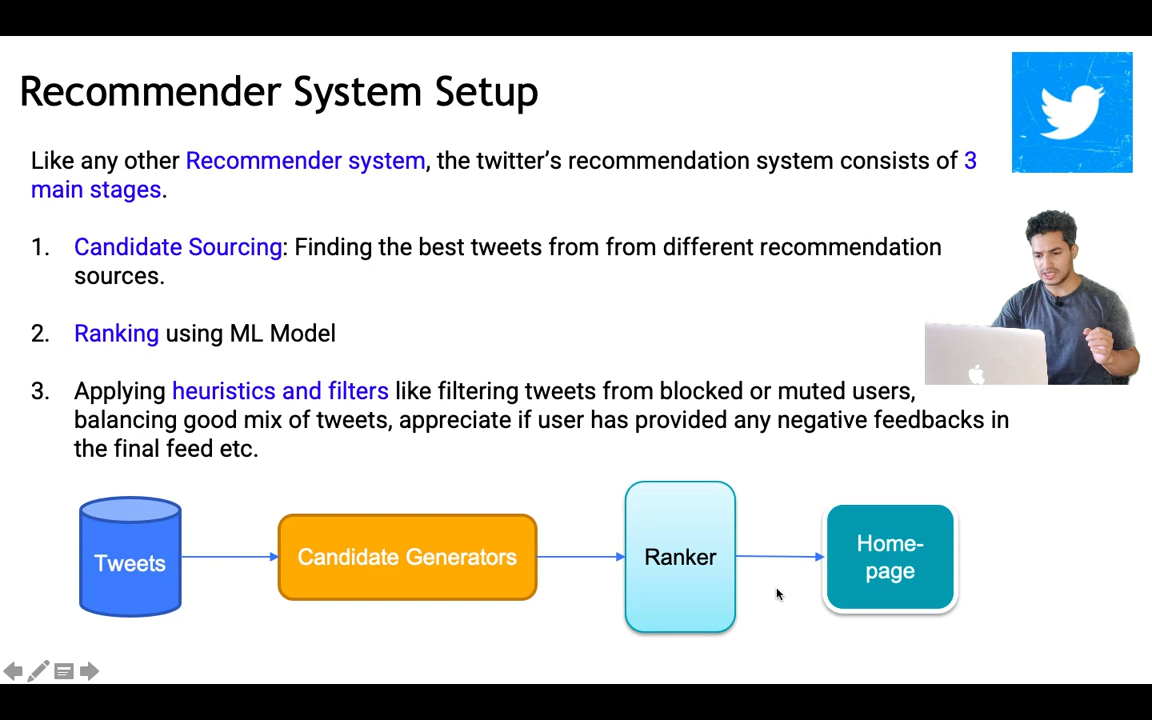 Recommender System Setup
Like any other Recommender system, the twitter's recommendation system consists of 3
main stages.
1. Candidate Sourcing: Finding the best tweets from from different recommendation
sources.
2. Ranking using ML Model
3. Applying heuristics and filters like filtering tweets from blocked or muted users,
balancing good mix of tweets, appreciate if user has provided any negative feedbacks in
the final feed etc.
Tweets
Candidate Generators
Ranker
Home-
page